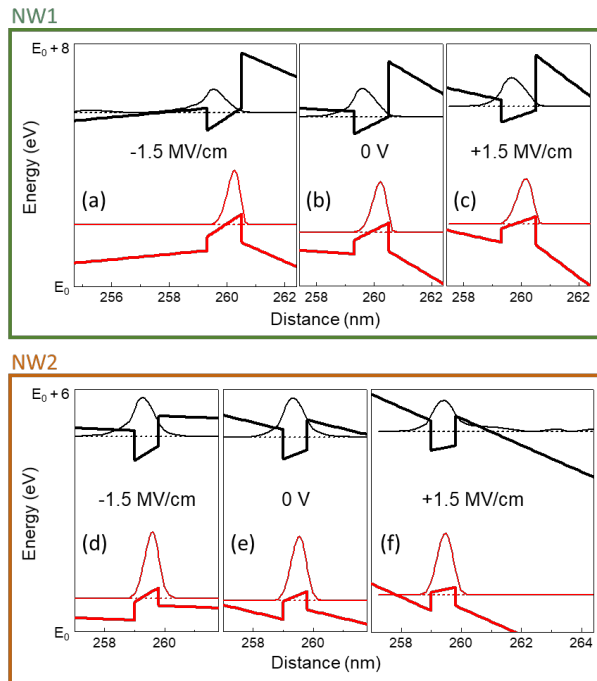 NW1
E₀ + 8
Energy (eV)
E₀
-1.5 MV/cm
0 V
+1.5 MV/cm
(a)
(b)
(c)
256 258 260 262
258 260
258 260 262
Distance (nm)
NW2
E₀ + 6
Energy (eV)
E₀
-1.5 MV/cm
0 V
+1.5 MV/cm
(d)
(e)
(f)
258 260
258 260
258 260 262 264
Distance (nm)